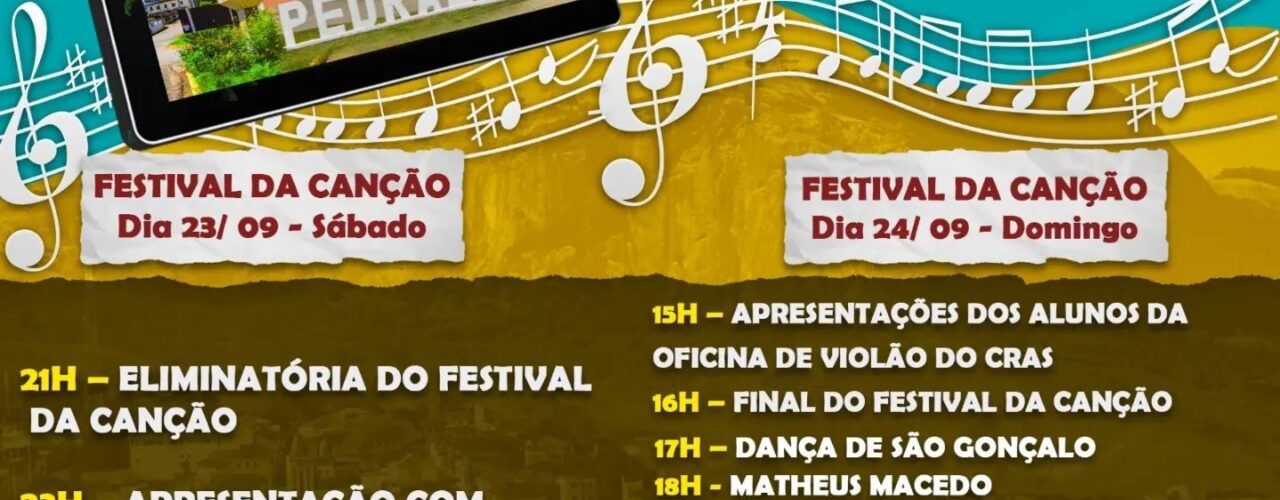 FESTIVAL DA CANÇÃO
Dia 23/ 09 - Sábado
21H – ELIMINATÓRIA DO FESTIVAL
DA CANÇÃO
APRESENTAÇÃO COM
FESTIVAL DA CANÇÃO
Dia 24/ 09 - Domingo
15H – APRESENTAÇÕES DOS ALUNOS DA
OFICINA DE VIOLÃO DO CRAS
16H – FINAL DO FESTIVAL DA CANÇÃO
17H – DANÇA DE SÃO GONÇALO
18H - MATHEUS MACEDO